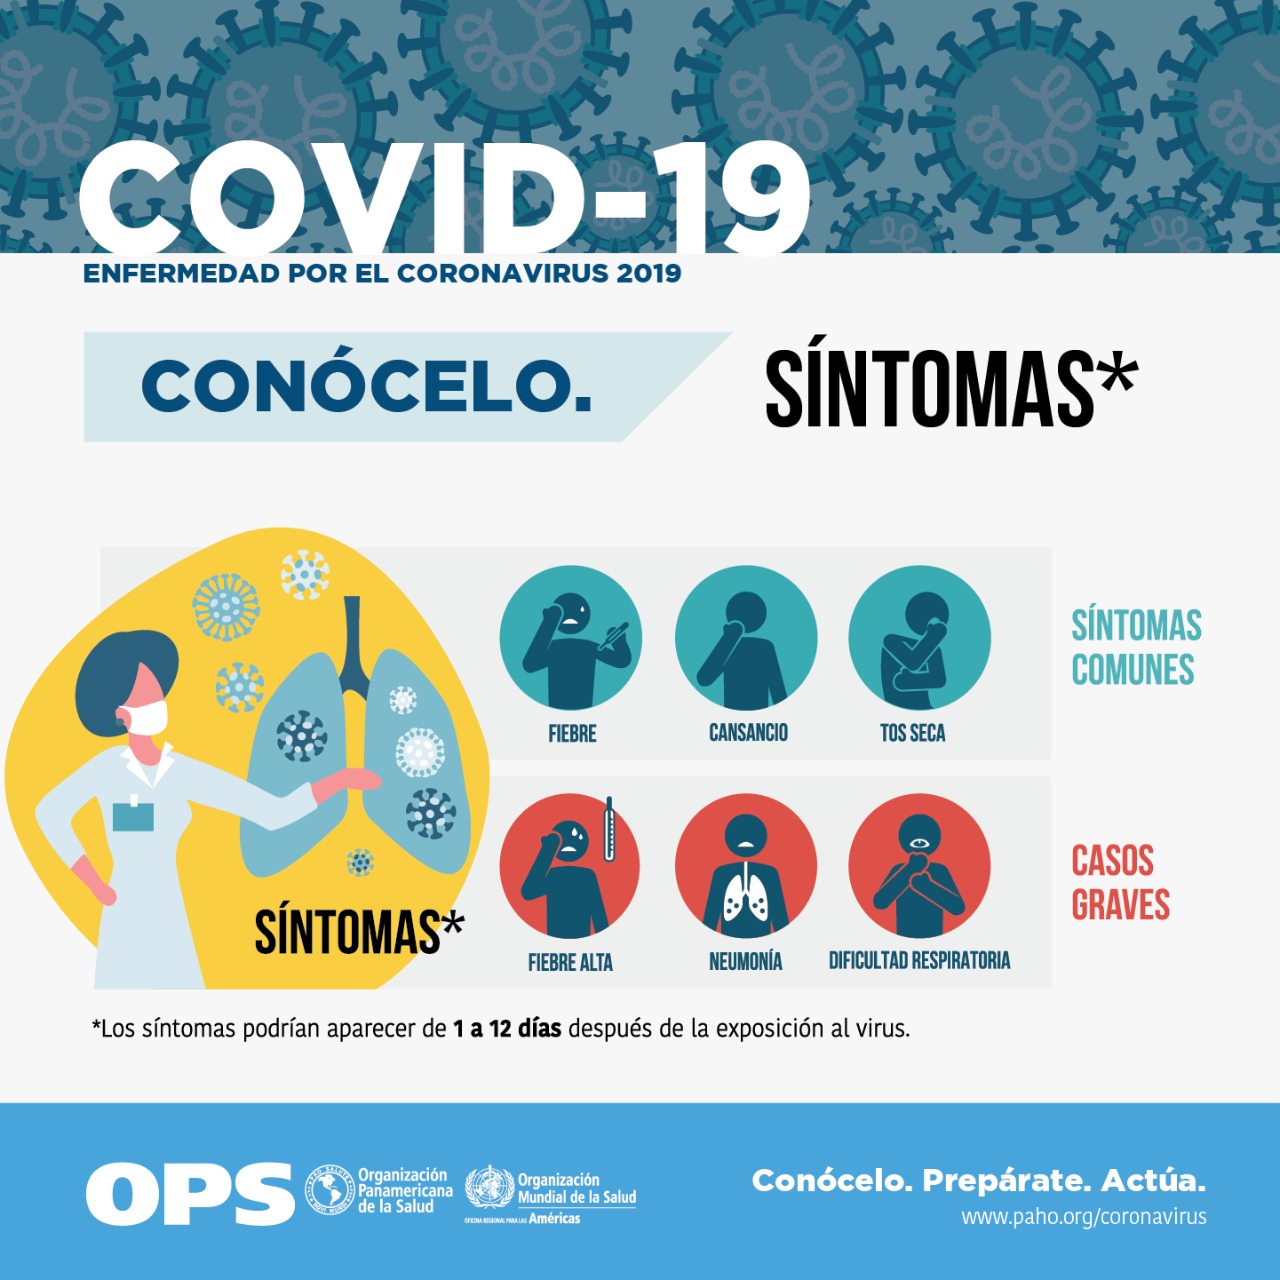 COVID-19
ENFERMEDAD POR EL CORONAVIRUS 2019
CONÓCELO.
SÍNTOMAS*
FIEBRE
CANSANCIO
TOS SECA
SÍNTOMAS
COMUNES
FIEBRE ALTA
NEUMONÍA
DIFICULTAD RESPIRATORIA
CASOS
GRAVES
SÍNTOMAS*
*Los síntomas podrían aparecer de 1 a 12 días después de la exposición al virus.
OPS
Organización
Panamericana
de la Salud
Organización
Mundial de la Salud
OFICINA REGIONAL PARA LAS Américas
Conócelo. Prepárate. Actúa.
www.paho.org/coronavirus